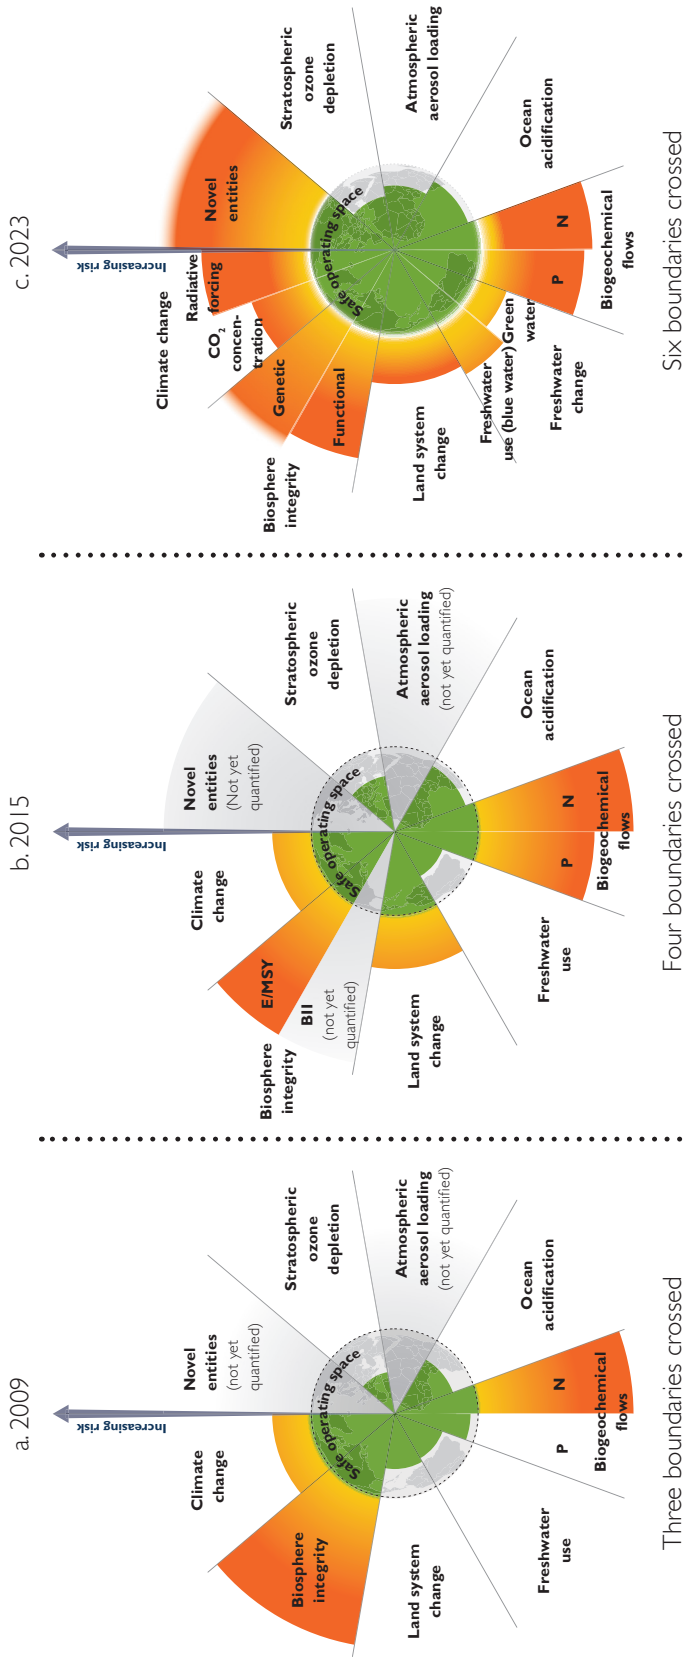 a. 2009
Increasing risk
Climate
change
Novel
entities
(not yet
quantified)
Stratospheric
ozone
depletion
Atmospheric
aerosol loading
(not yet quantified)
Ocean
acidification
Biogeochemical
flows
N
P
Freshwater
use
Land system
change
Biosphere
integrity
Safe operating space
Three boundaries crossed
b. 2015
Increasing risk
Climate
change
Novel
entities
(Not yet
quantified)
Stratospheric
ozone
depletion
Atmospheric
aerosol loading
(not yet quantified)
Ocean
acidification
Biogeochemical
flows
N
P
Freshwater
use
Land system
change
Biosphere
integrity
E/MSY
BII
(not yet
quantified)
Safe operating space
Four boundaries crossed
c. 2023
Increasing risk
Climate change
Radiative
forcing
CO2
concen-
tration
Novel
entities
Stratospheric
ozone
depletion
Atmospheric
aerosol loading
Ocean
acidification
Biogeochemical
flows
N
P
Freshwater
change
Green
water
Freshwater
use (blue water)
Land system
change
Biosphere
integrity
Genetic
Functional
Safe operating space
Six boundaries crossed